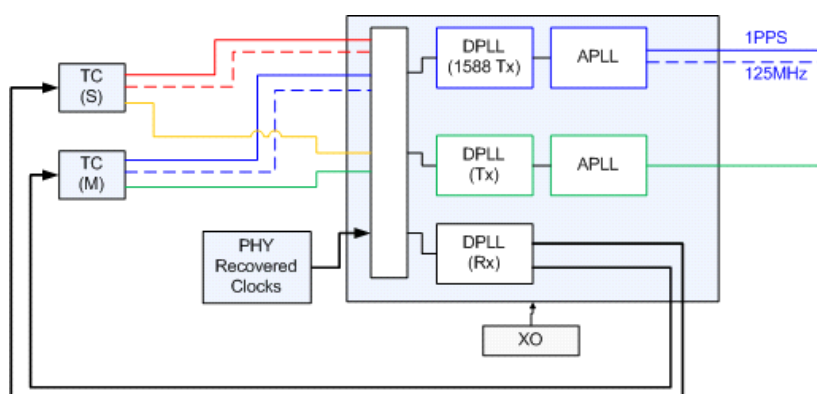 TC
(S)
TC
(M)
PHY
Recovered
Clocks
DPLL
(1588 Tx)
APLL
1PPS
125MHz
DPLL
(Tx)
APLL
DPLL
(Rx)
XO